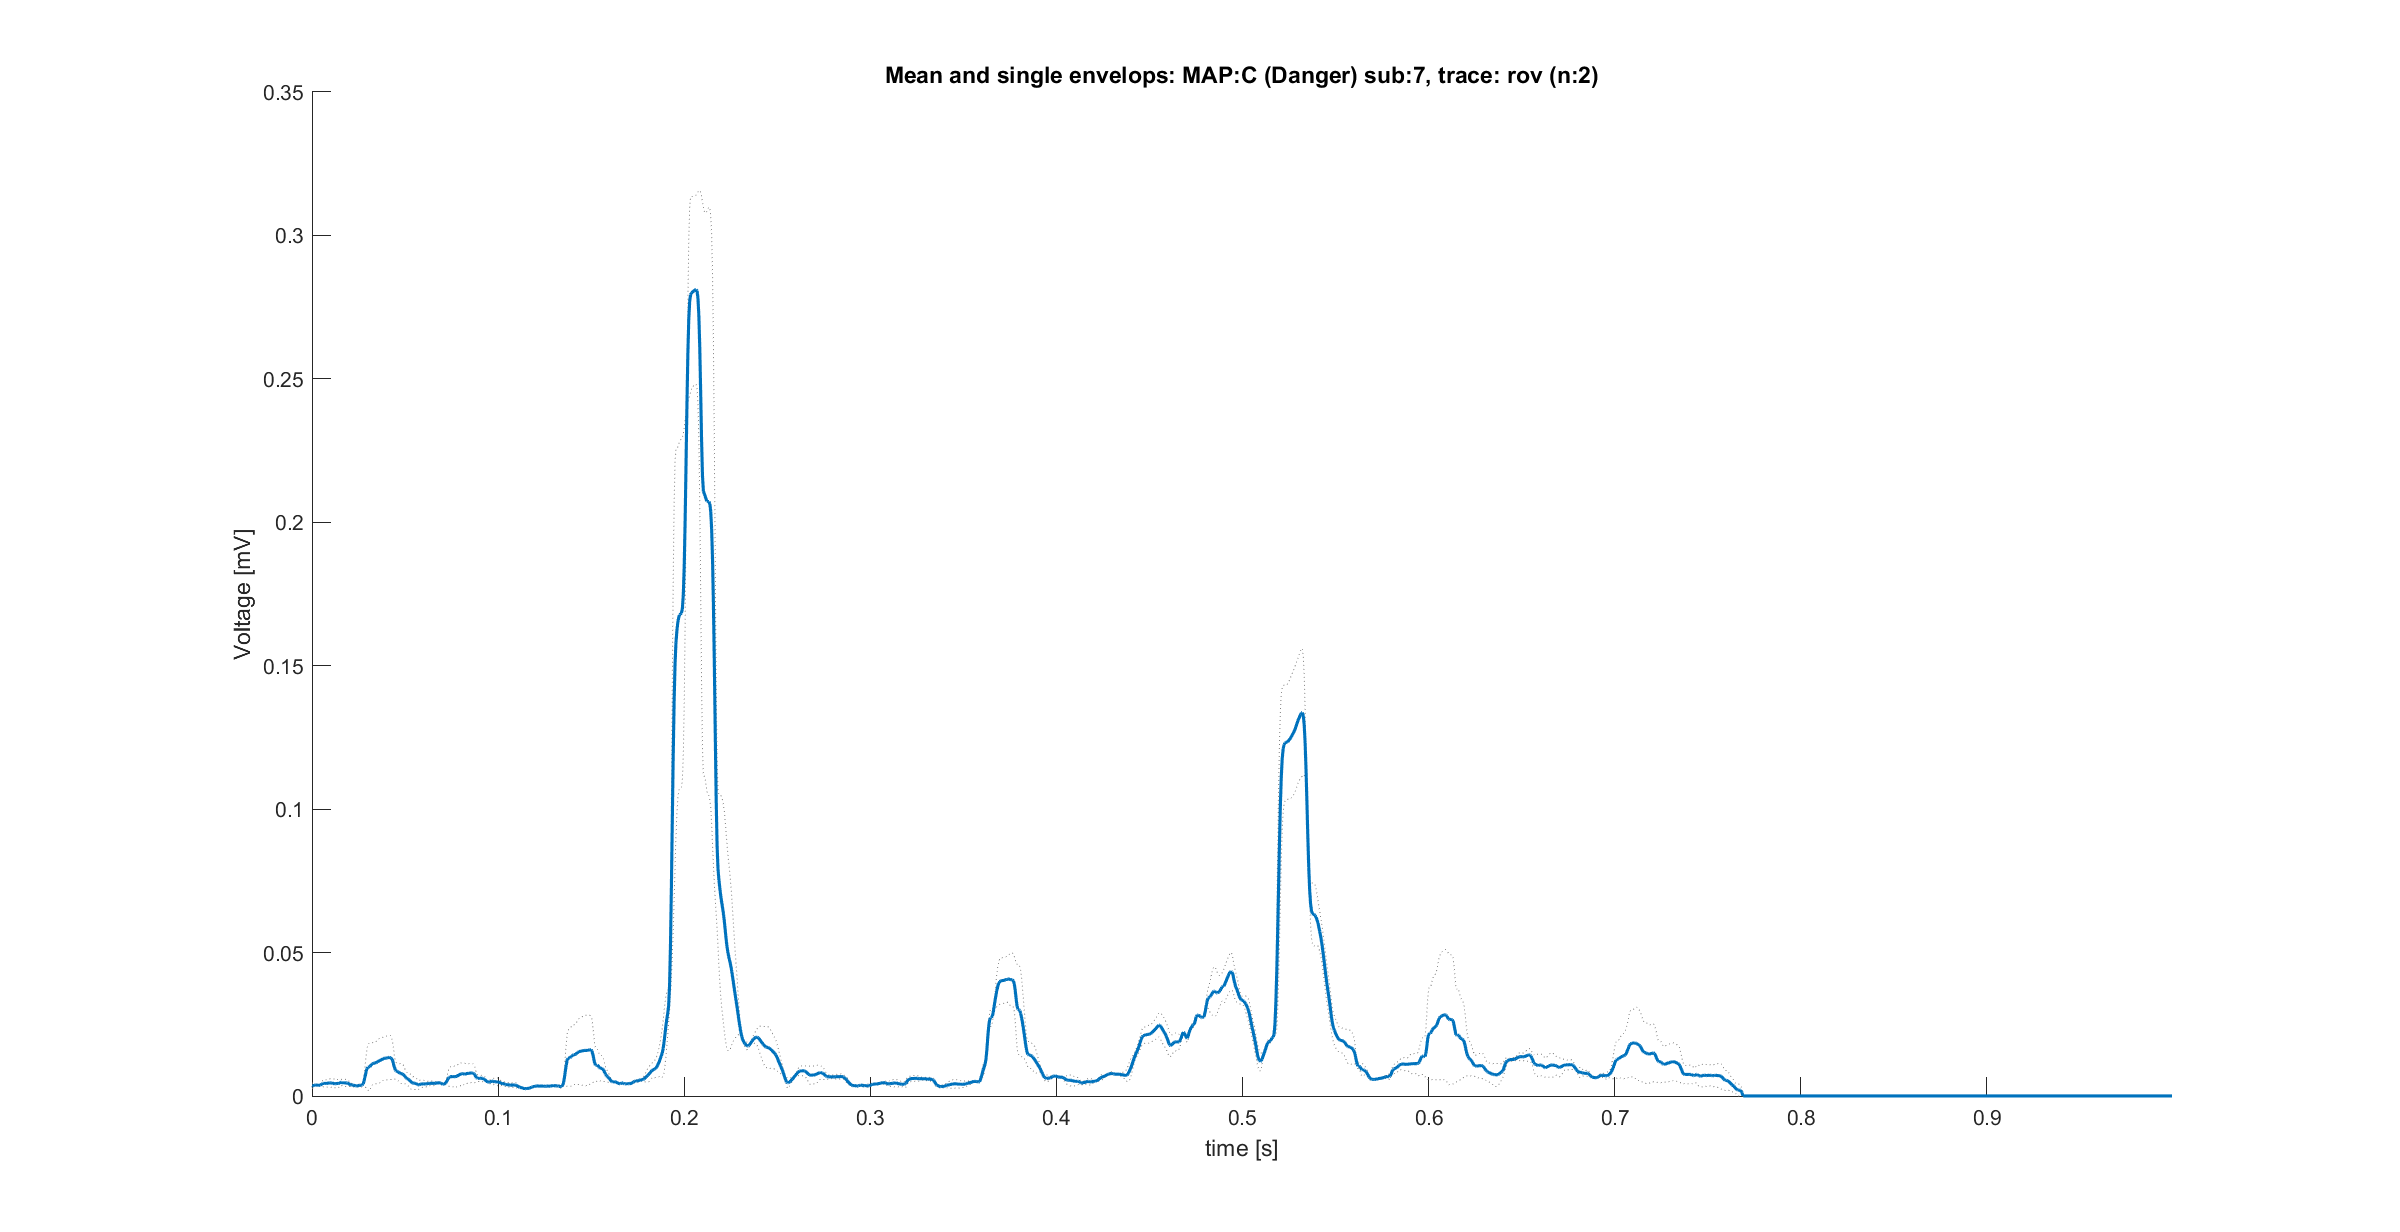 Mean and single envelops: MAP:C (Danger) sub:7, trace: rov (n:2)
0.35
0.3
0.25
0.2
0.15
0.1
0.05
0
Voltage [mV]
0 0.1 0.2 0.3 0.4 0.5 0.6 0.7 0.8 0.9
time [s]